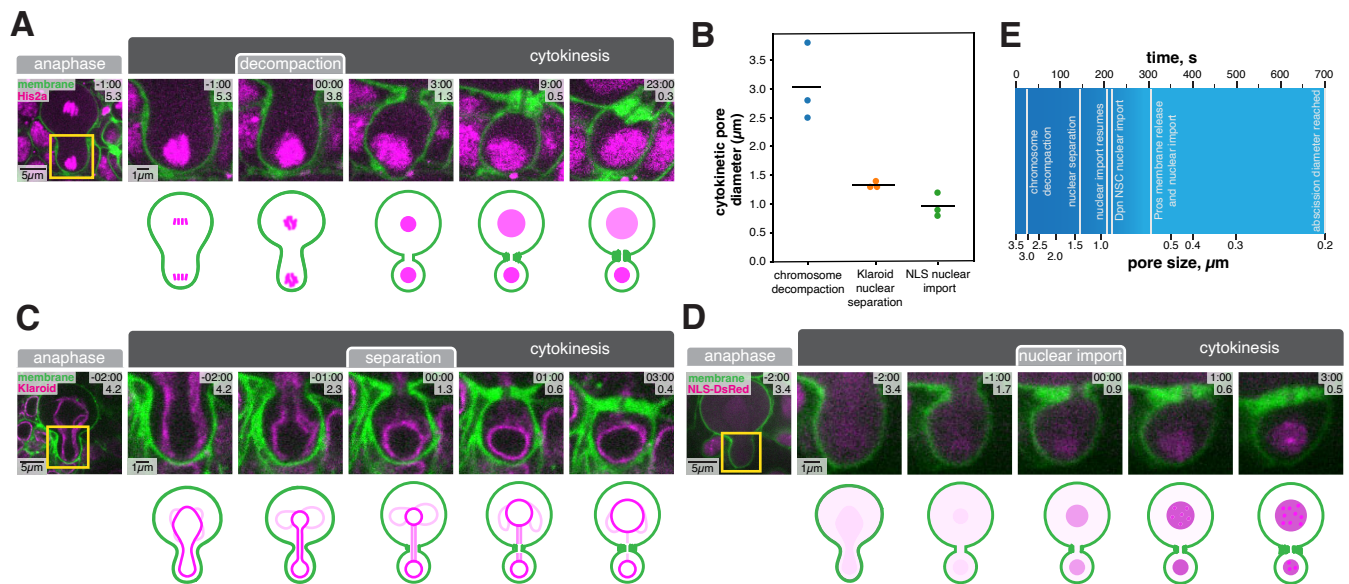 A
anaphase
decompaction
cytokinesis
membrane
His2a
-1:00
5.3
5µm
-1:00
5.3
1µm
00:00
3.8
3:00
1.3
9:00
0.5
23:00
0.3
B
cytokinetic pore
diameter (µm)
3.5
3.0
2.5
2.0
1.5
1.0
0.5
0.0
chromosome
decompaction
Klaroid
nuclear
separation
NLS nuclear
import
E
time, s
0 100 200 300 400 500 600 700
chromosome
decompaction
nuclear separation
nuclear import resumes
Dpn NSC nuclear import
Pros membrane release
and nuclear import
abscission diameter reached
3.5 2.5 1.5 1.0 0.5 0.4 0.3 0.2
3.0 2.0
pore size, µm
C
anaphase
separation
cytokinesis
membrane
Klaroid
-02:00
4.2
5µm
-02:00
4.2
1µm
-01:00
2.3
00:00
1.3
01:00
0.6
03:00
0.4
D
anaphase
nuclear import
cytokinesis
membrane
NLS-DsRed
-2:00
3.4
5µm
-2:00
3.4
1µm
-1:00
1.7
00:00
0.9
1:00
0.6
3:00
0.5